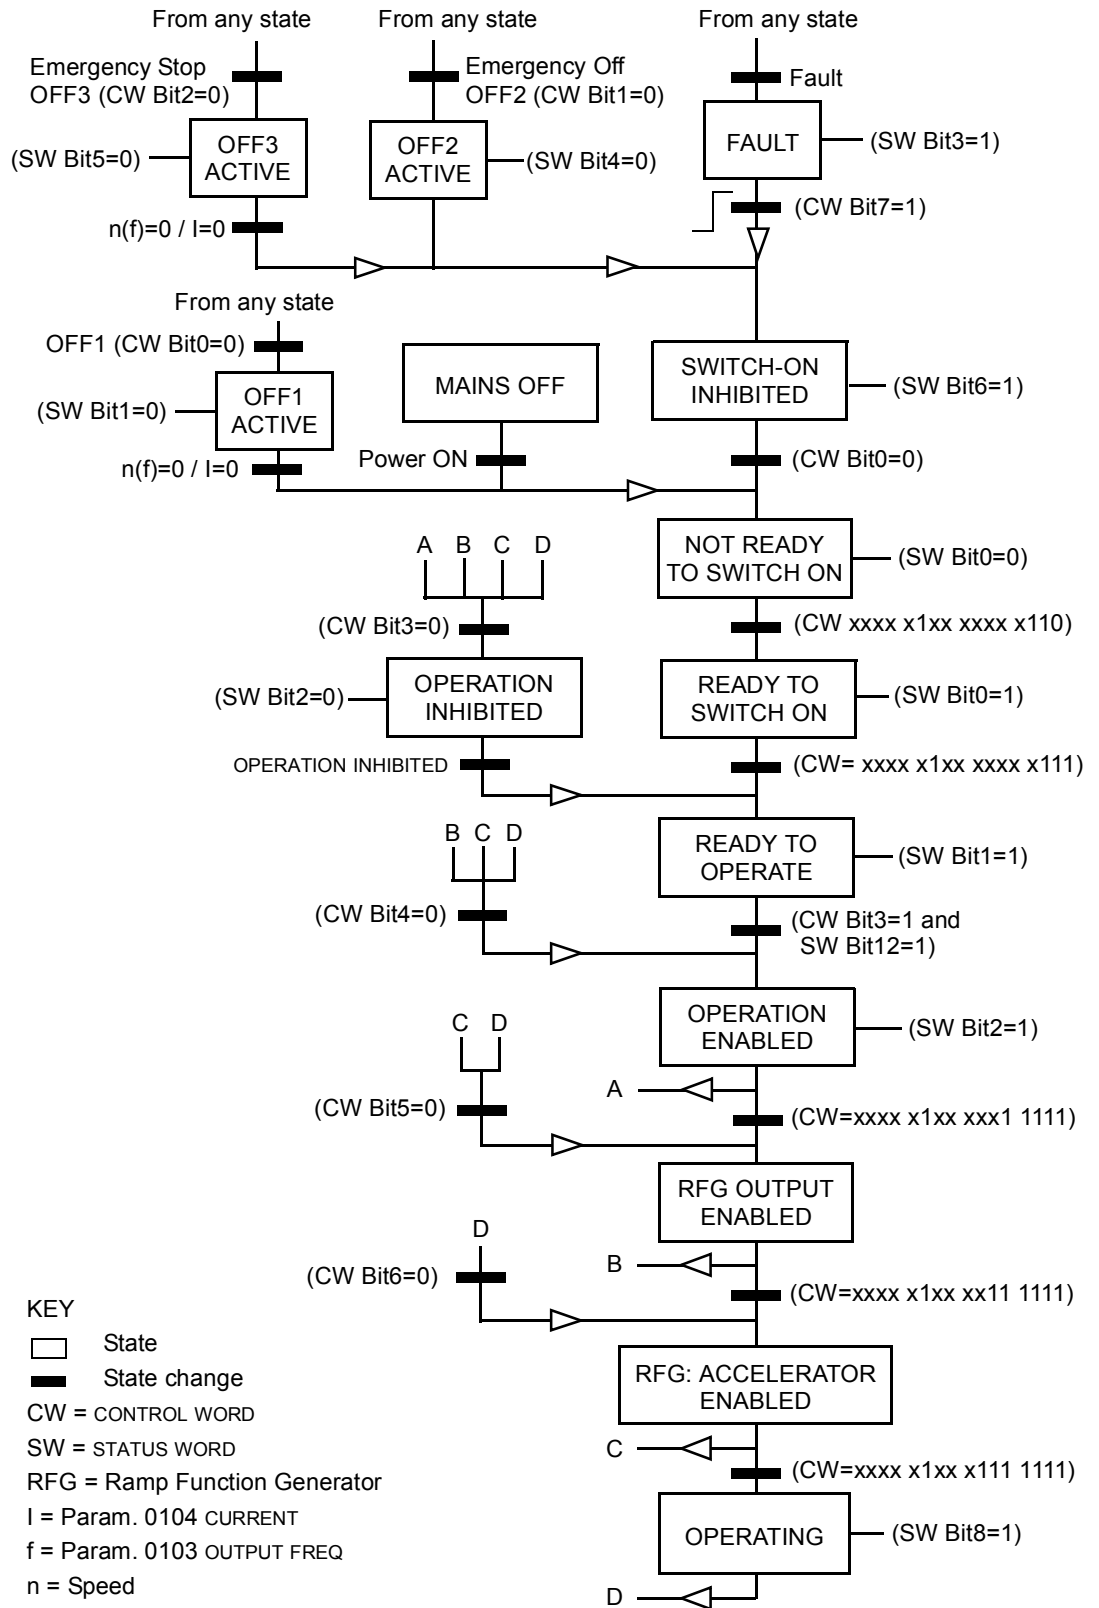 From any state
From any state
From any state
Emergency Stop
OFF3 (CW Bit2=0)
Emergency Off
OFF2 (CW Bit1=0)
Fault
OFF3
ACTIVE
(SW Bit5=0)
OFF2
ACTIVE
(SW Bit4=0)
FAULT
(SW Bit3=1)
n(f)=0 / I=0
(CW Bit7=1)
From any state
OFF1 (CW Bit0=0)
OFF1
ACTIVE
(SW Bit1=0)
MAINS OFF
SWITCH-ON
INHIBITED
(SW Bit6=1)
n(f)=0 / I=0
Power ON
(CW Bit0=0)
A B C D
NOT READY
TO SWITCH ON
(SW Bit0=0)
(CW Bit3=0)
(CW xxxx x1xx xxxx x110)
(SW Bit2=0)
OPERATION
INHIBITED
READY TO
SWITCH ON
(SW Bit0=1)
OPERATION INHIBITED
(CW= xxxx x1xx xxxx x111)
B C D
READY TO
OPERATE
(SW Bit1=1)
(CW Bit4=0)
(CW Bit3=1 and
SW Bit12=1)
C D
OPERATION
ENABLED
(SW Bit2=1)
A
(CW Bit5=0)
(CW=xxxx x1xx xxx1 1111)
RFG OUTPUT
ENABLED
D
B
(CW Bit6=0)
(CW=xxxx x1xx xx11 1111)
RFG: ACCELERATOR
ENABLED
C
(CW=xxxx x1xx x111 1111)
OPERATING
(SW Bit8=1)
D
KEY
State
State change
CW = CONTROL WORD
SW = STATUS WORD
RFG = Ramp Function Generator
I = Param. 0104 CURRENT
f = Param. 0103 OUTPUT FREQ
n = Speed